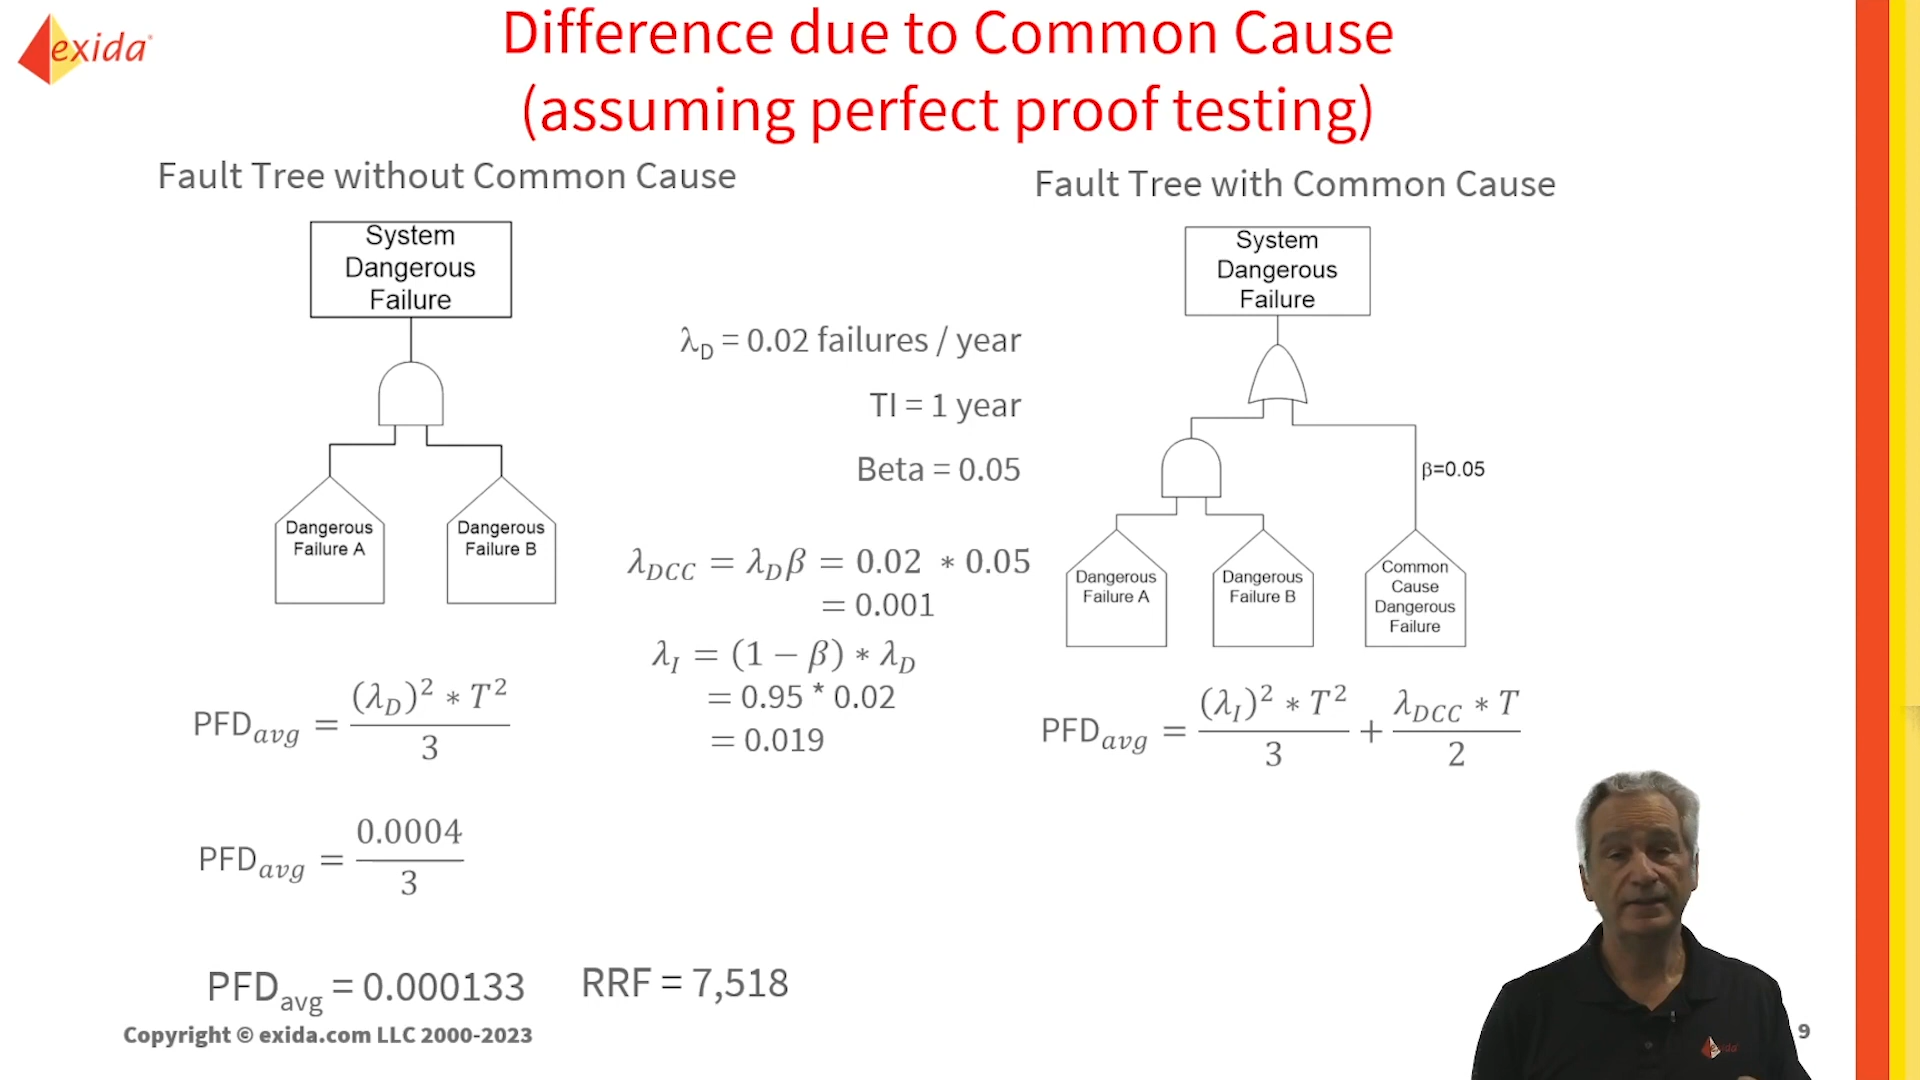 exida
Difference due to Common Cause
(assuming perfect proof testing)
Fault Tree without Common Cause
System
Dangerous
Failure
Dangerous
Failure A
Dangerous
Failure B
PFD_avg = (λ_D)² * T² / 3
PFD_avg = 0.0004 / 3
PFD_avg = 0.000133
RRF = 7,518
λ_D = 0.02 failures / year
TI = 1 year
Beta = 0.05
λ_DCC = λ_D β = 0.02 * 0.05
= 0.001
λ_I = (1 − β) * λ_D
= 0.95 * 0.02
= 0.019
Fault Tree with Common Cause
System
Dangerous
Failure
β=0.05
Dangerous
Failure A
Dangerous
Failure B
Common
Cause
Dangerous
Failure
PFD_avg = (λ_I)² * T² / 3 + λ_DCC * T / 2
Copyright © exida.com LLC 2000-2023
exida
9